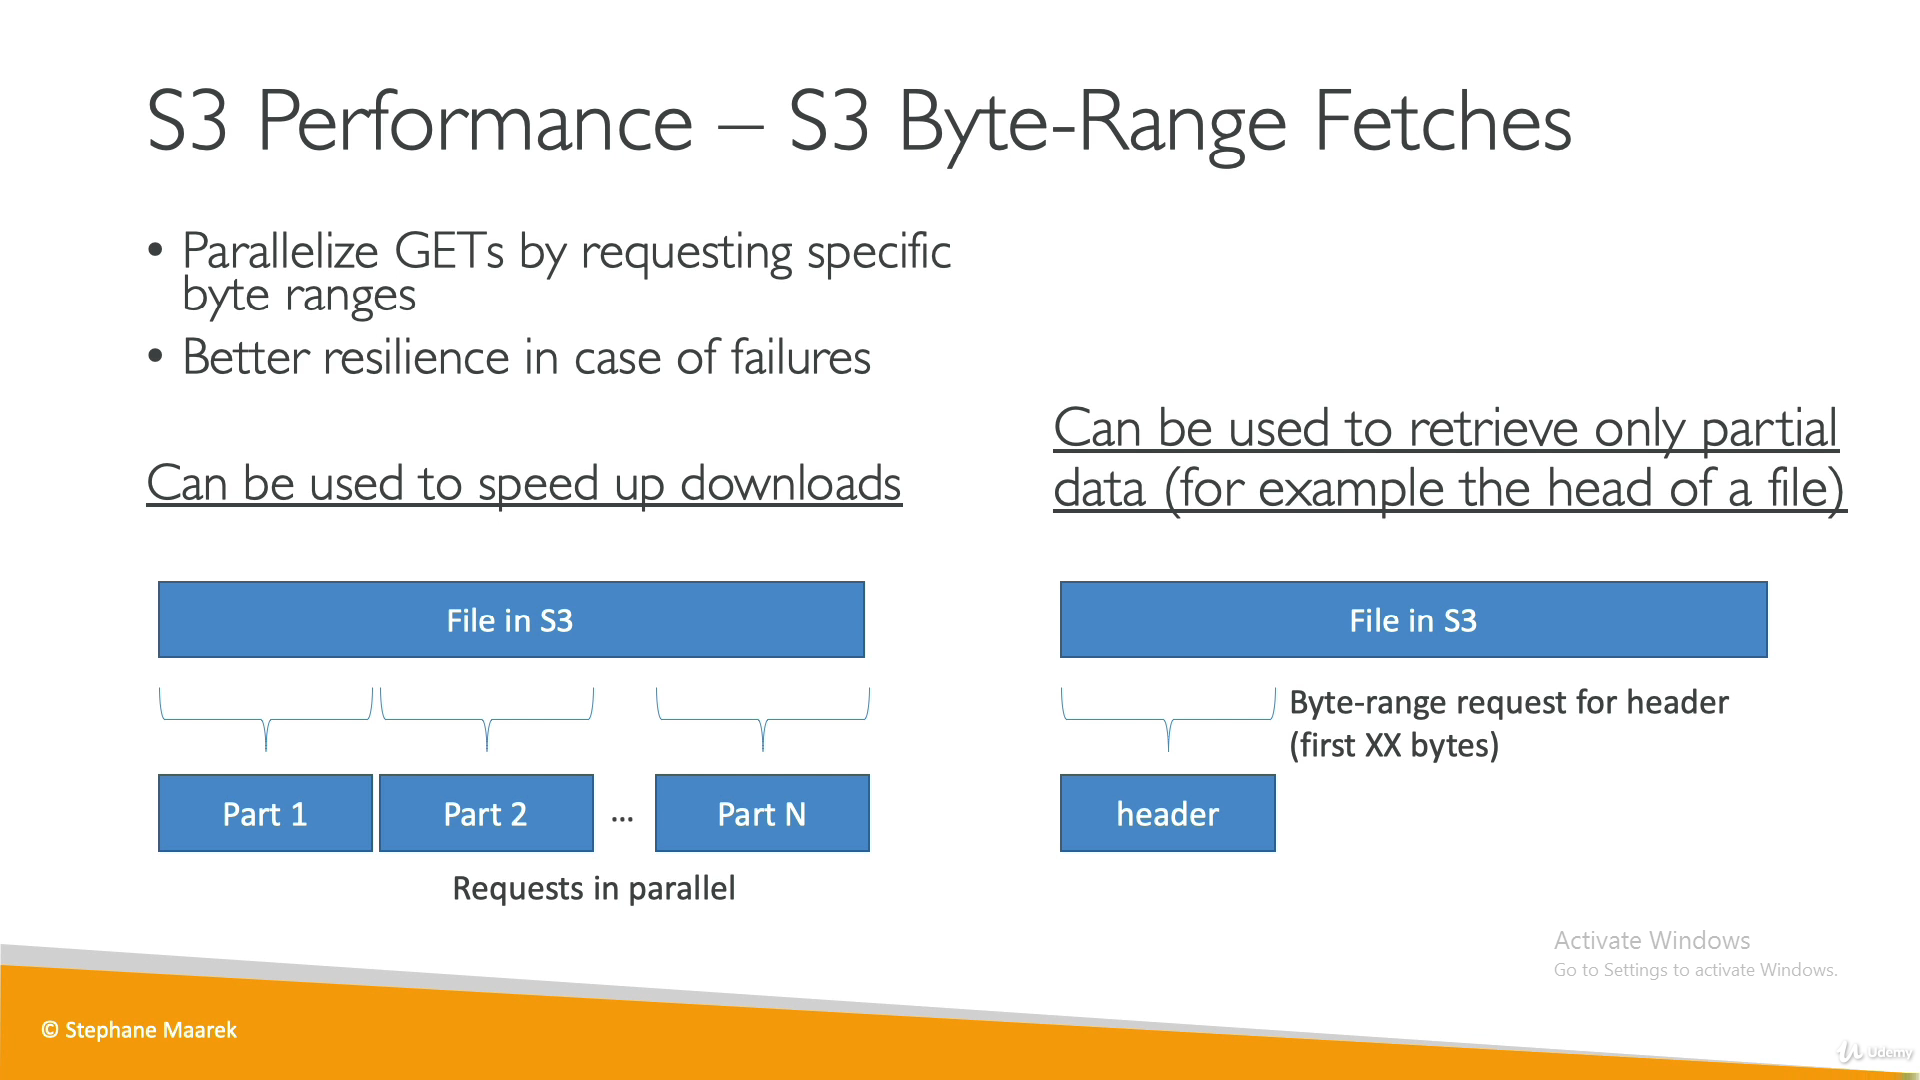 S3 Performance – S3 Byte-Range Fetches
• Parallelize GETs by requesting specific
byte ranges
• Better resilience in case of failures
Can be used to speed up downloads
File in S3
Part 1
Part 2
...
Part N
Requests in parallel
Can be used to retrieve only partial
data (for example the head of a file)
File in S3
Byte-range request for header
(first XX bytes)
header
Activate Windows
Go to Settings to activate Windows.
© Stephane Maarek
Udemy